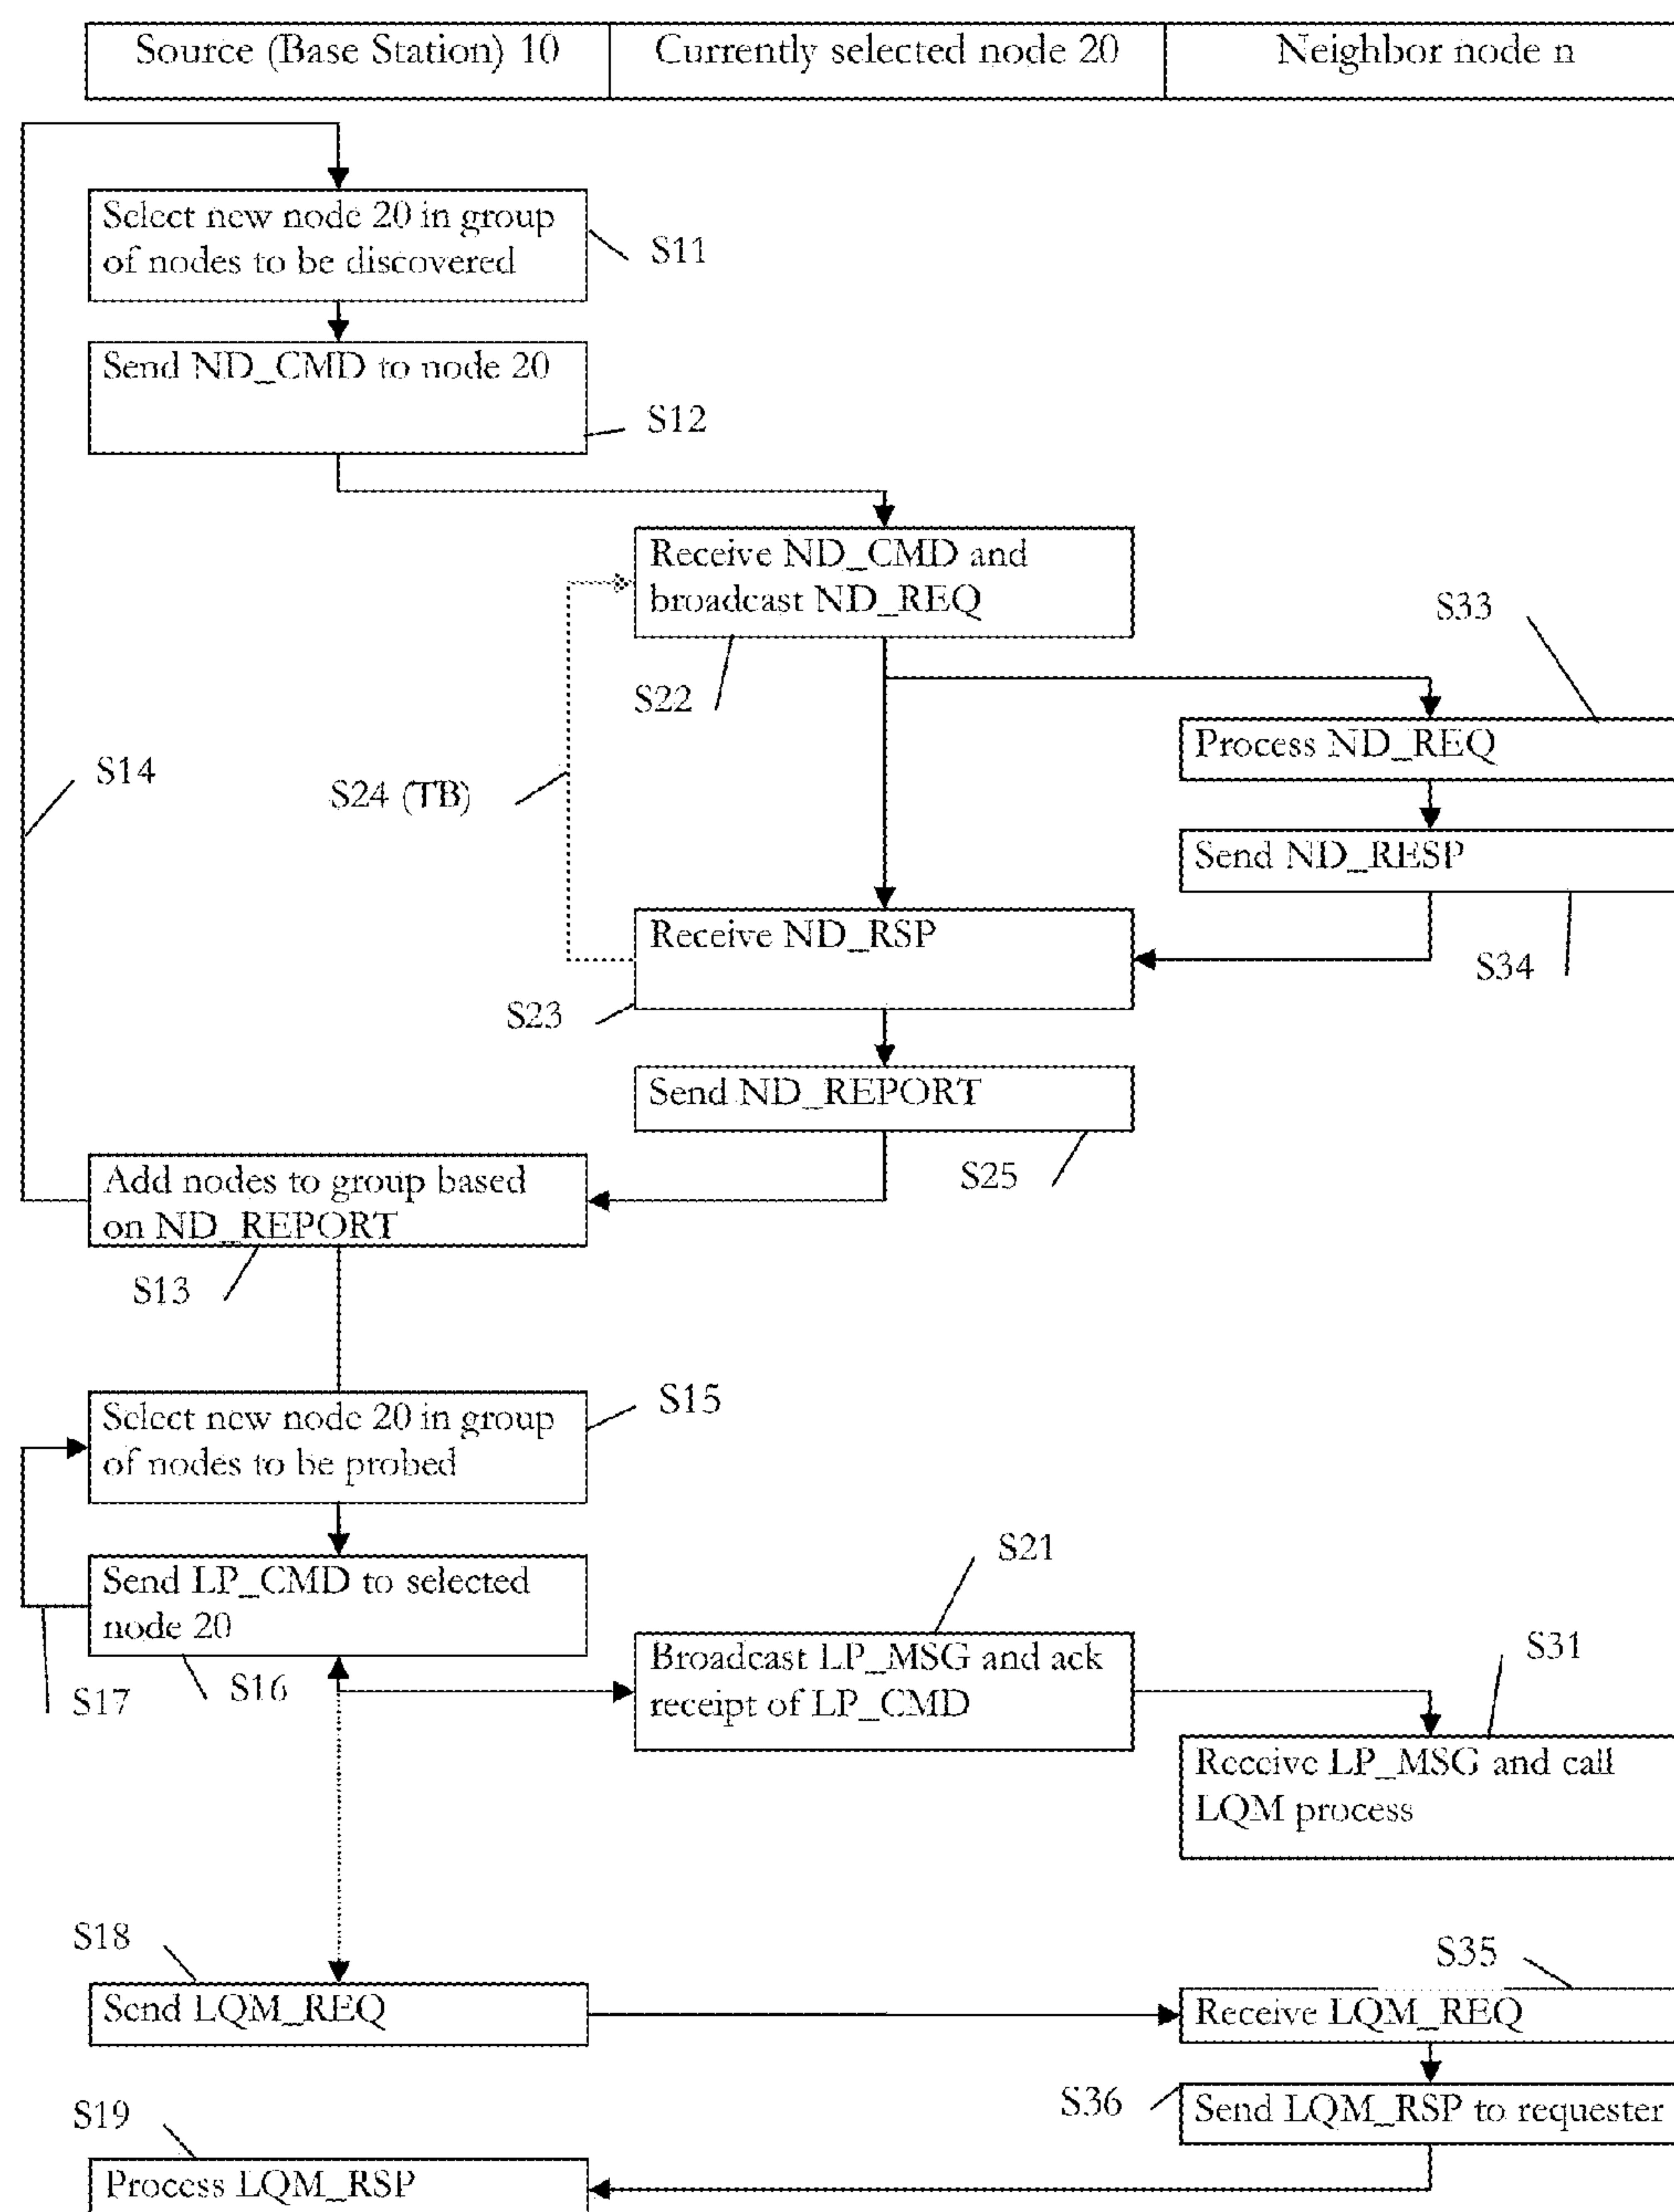 Source (Base Station) 10
Currently selected node 20
Neighbor node n
Select new node 20 in group
of nodes to be discovered
S11
Send ND_CMD to node 20
S12
Receive ND_CMD and
broadcast ND_REQ
S22
S33
Process ND_REQ
S14
S24 (TB)
Send ND_RESP
Receive ND_RSP
S34
S23
Send ND_REPORT
S25
Add nodes to group based
on ND_REPORT
S13
Select new node 20 in group
of nodes to be probed
S15
Send LP_CMD to selected
node 20
S16
S17
S21
Broadcast LP_MSG and ack
receipt of LP_CMD
S31
Receive LP_MSG and call
LQM process
S18
Send LQM_REQ
S35
Receive LQM_REQ
S36
Send LQM_RSP to requester
S19
Process LQM_RSP